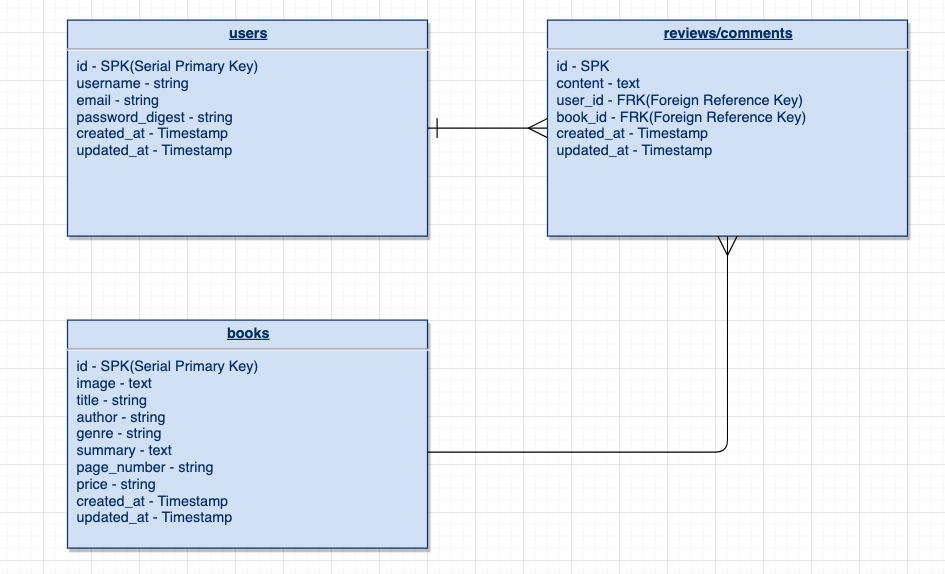 users
id - SPK(Serial Primary Key)
username - string
email - string
password_digest - string
created_at - Timestamp
updated_at - Timestamp
reviews/comments
id - SPK
content - text
user_id - FRK(Foreign Reference Key)
book_id - FRK(Foreign Reference Key)
created_at - Timestamp
updated_at - Timestamp
books
id - SPK(Serial Primary Key)
image - text
title - string
author - string
genre - string
summary - text
page_number - string
price - string
created_at - Timestamp
updated_at - Timestamp